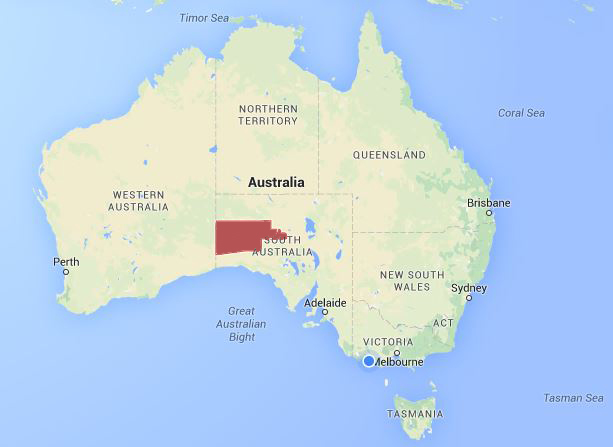 Timor Sea
Coral Sea
NORTHERN
TERRITORY
QUEENSLAND
Australia
WESTERN
AUSTRALIA
Brisbane
SOUTH
AUSTRALIA
Perth
NEW SOUTH
WALES
Sydney
Adelaide
Great
Australian
Bight
ACT
VICTORIA
Melbourne
Tasman Sea
TASMANIA